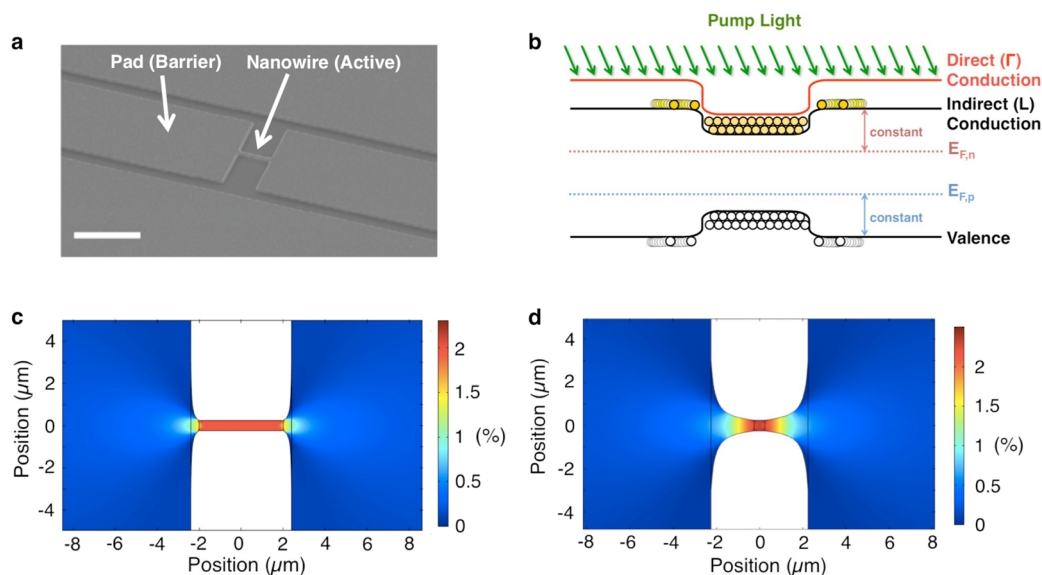 a
Pad (Barrier)
Nanowire (Active)
b
Pump Light
Direct (Γ)
Conduction
Indirect (L)
Conduction
constant
E_F,n
E_F,p
constant
Valence
c
Position (µm)
4
2
0
-2
-4
-8
-6
-4
-2
0
2
4
6
8
Position (µm)
2
1.5
1
0.5
0
(%)
d
Position (µm)
4
2
0
-2
-4
-8
-6
-4
-2
0
2
4
6
8
Position (µm)
2
1.5
1
0.5
0
(%)